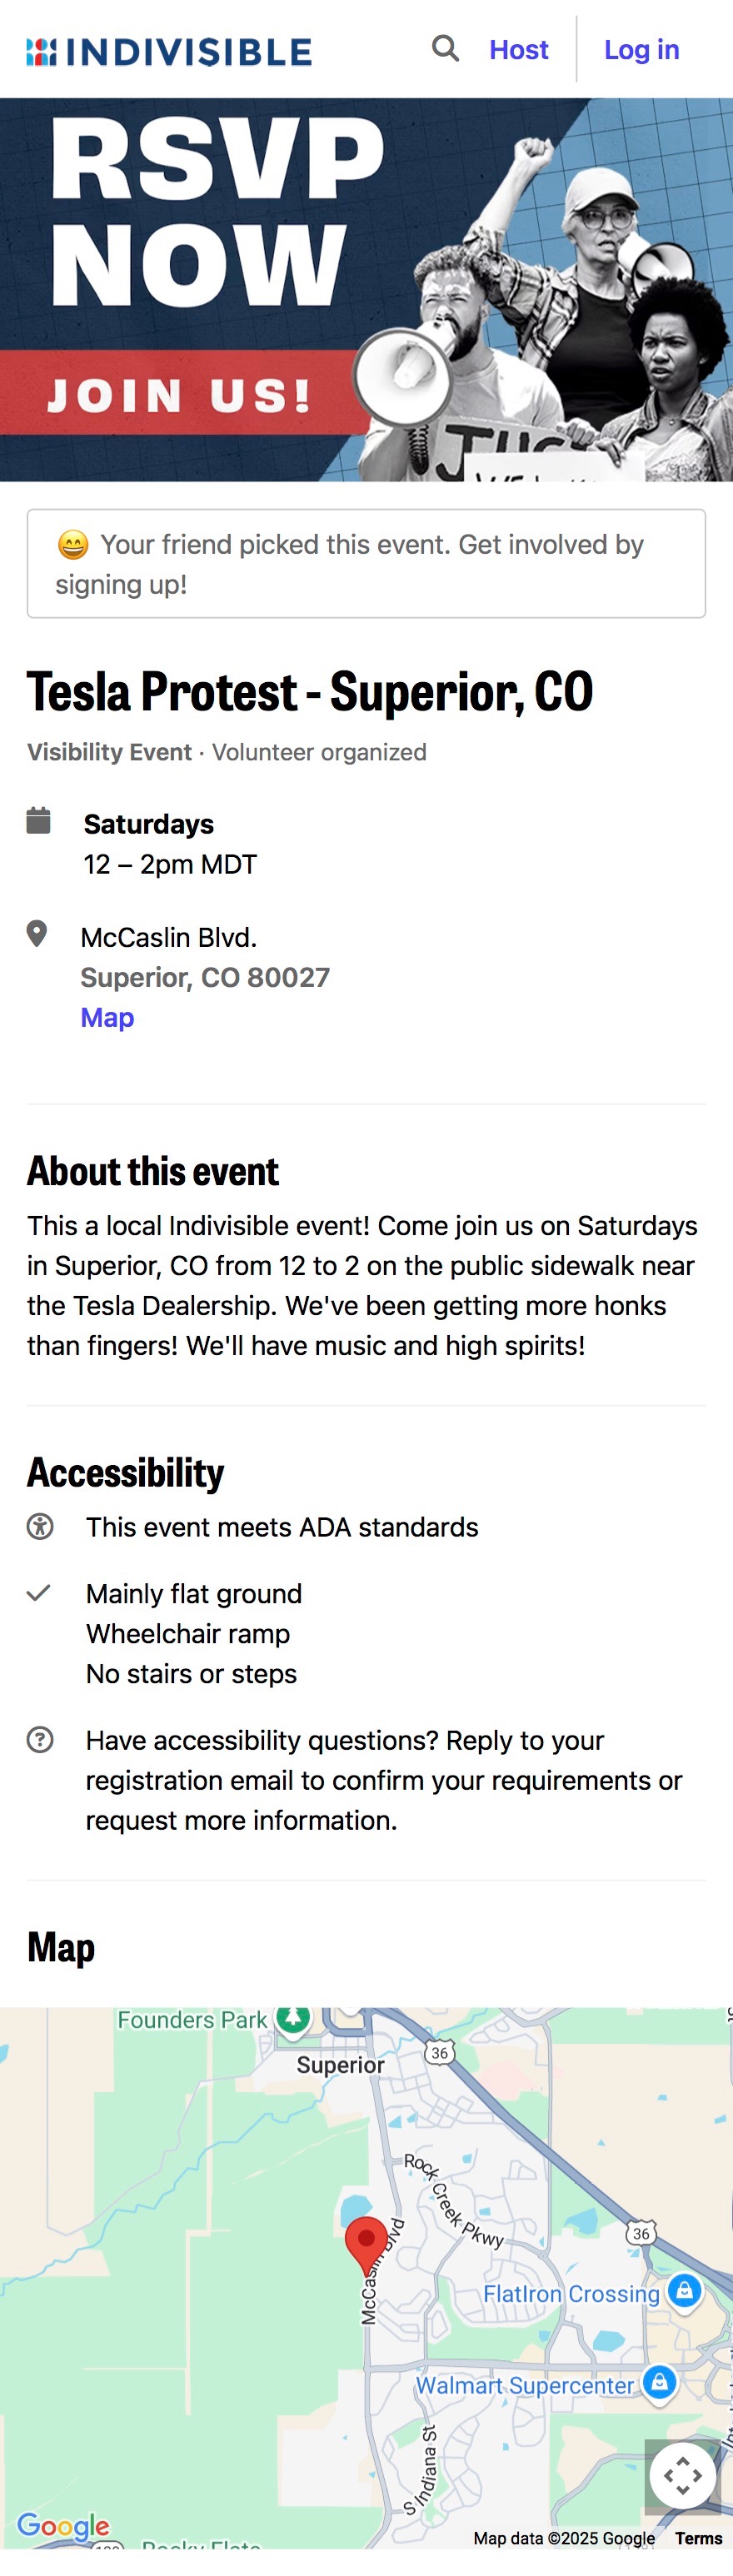 INDIVISIBLE
Host
Log in
RSVP
NOW
JOIN US!
😄 Your friend picked this event. Get involved by
signing up!
Tesla Protest - Superior, CO
Visibility Event · Volunteer organized
Saturdays
12 – 2pm MDT
McCaslin Blvd.
Superior, CO 80027
Map
About this event
This a local Indivisible event! Come join us on Saturdays
in Superior, CO from 12 to 2 on the public sidewalk near
the Tesla Dealership. We've been getting more honks
than fingers! We'll have music and high spirits!
Accessibility
This event meets ADA standards
Mainly flat ground
Wheelchair ramp
No stairs or steps
Have accessibility questions? Reply to your
registration email to confirm your requirements or
request more information.
Map
Founders Park
Superior
36
Rock Creek Pkwy
36
McCaslin Blvd
FlatIron Crossing
Walmart Supercenter
S Indiana St
Google
Map data ©2025 Google
Terms